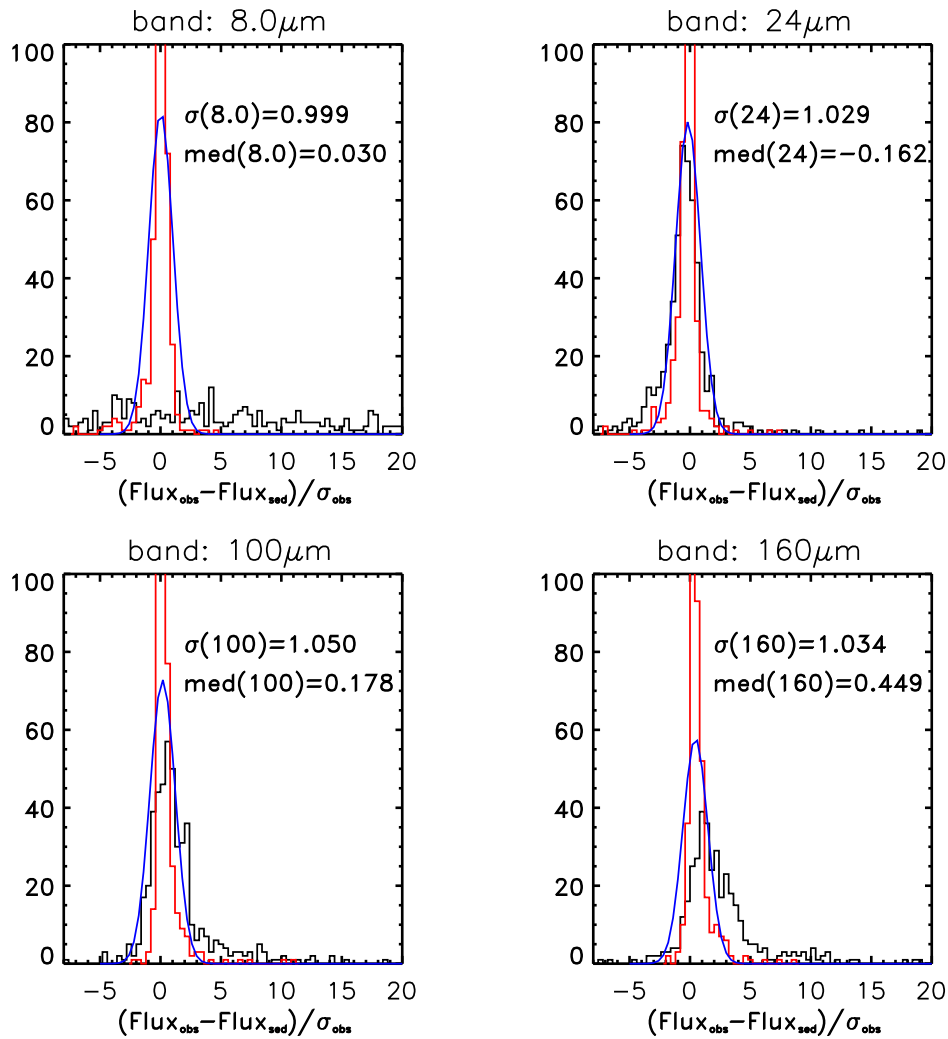 band: 8.0μm
100
80
60
40
20
0
σ(8.0)=0.999
med(8.0)=0.030
−5 0 5 10 15 20
(Flux_obs−Flux_sed)/σ_obs
band: 24μm
100
80
60
40
20
0
σ(24)=1.029
med(24)=−0.162
−5 0 5 10 15 20
(Flux_obs−Flux_sed)/σ_obs
band: 100μm
100
80
60
40
20
0
σ(100)=1.050
med(100)=0.178
−5 0 5 10 15 20
(Flux_obs−Flux_sed)/σ_obs
band: 160μm
100
80
60
40
20
0
σ(160)=1.034
med(160)=0.449
−5 0 5 10 15 20
(Flux_obs−Flux_sed)/σ_obs